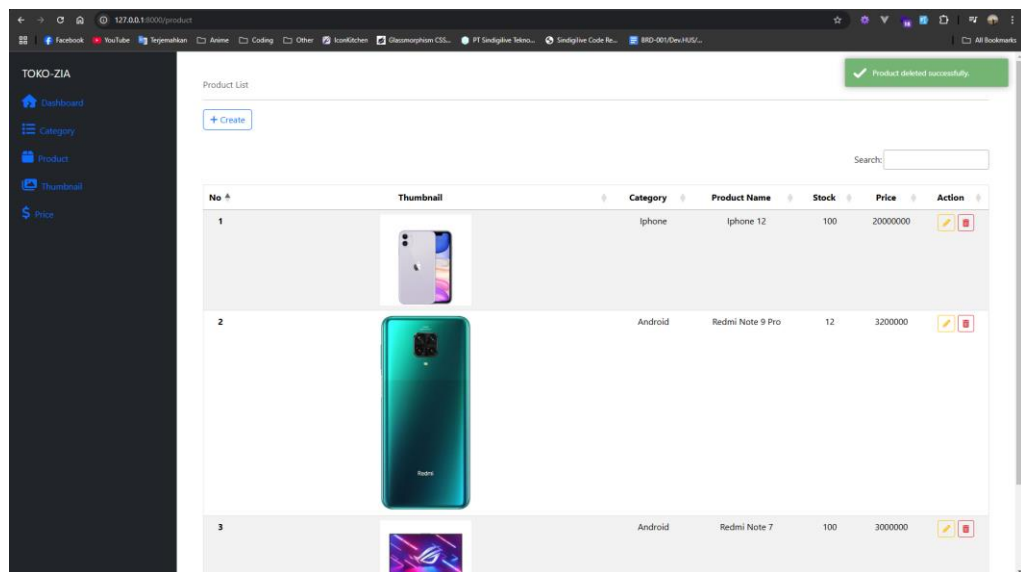 127.0.0.1:8000/product
Facebook YouTube Terjemahkan Anime Coding Other IconKitchen Glassmorphism CSS... PT Sindigilive Tekno... Sindigilive Code Re... BRD-001/Dev.HUS/... All Bookmarks
TOKO-ZIA
Product deleted successfully.
Product List
Dashboard
+ Create
Category
Product
Search:
Thumbnail
No Thumbnail Category Product Name Stock Price Action
Price
1 Iphone Iphone 12 100 20000000
2 Android Redmi Note 9 Pro 12 3200000
Redmi
3 Android Redmi Note 7 100 3000000